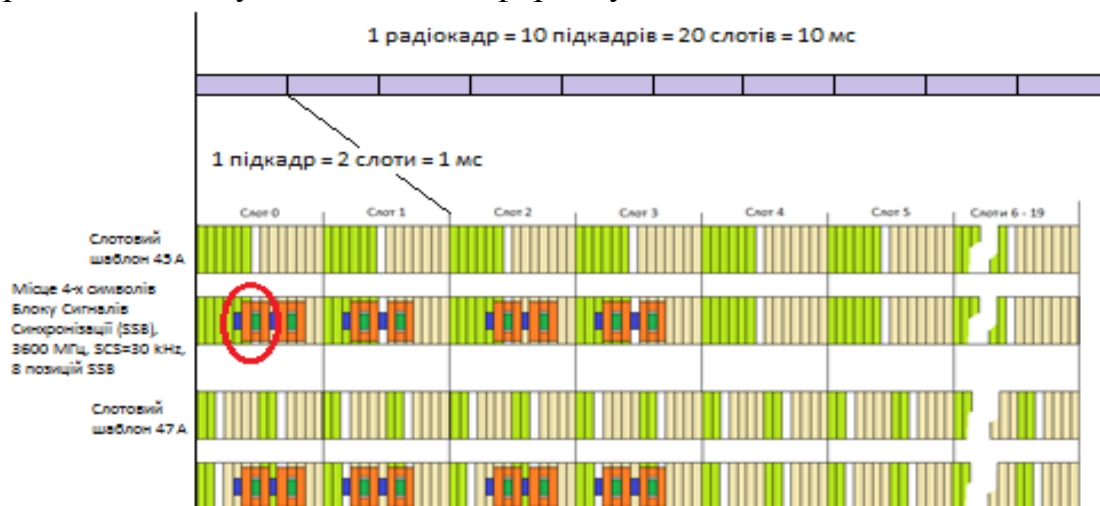 1 радіокадр = 10 підкадрів = 20 слотів = 10 мс
1 підкадр = 2 слоти = 1 мс
Слот 0 Слот 1 Слот 2 Слот 3 Слот 4 Слот 5 Слоти 6 - 19
Слотовий
шаблон 45 А
Місце 4-х символів
Блоку Сигналів
Синхронізації (SSB),
3600 МГц, SCS=30 kHz,
8 позицій SSB
Слотовий
шаблон 47 А